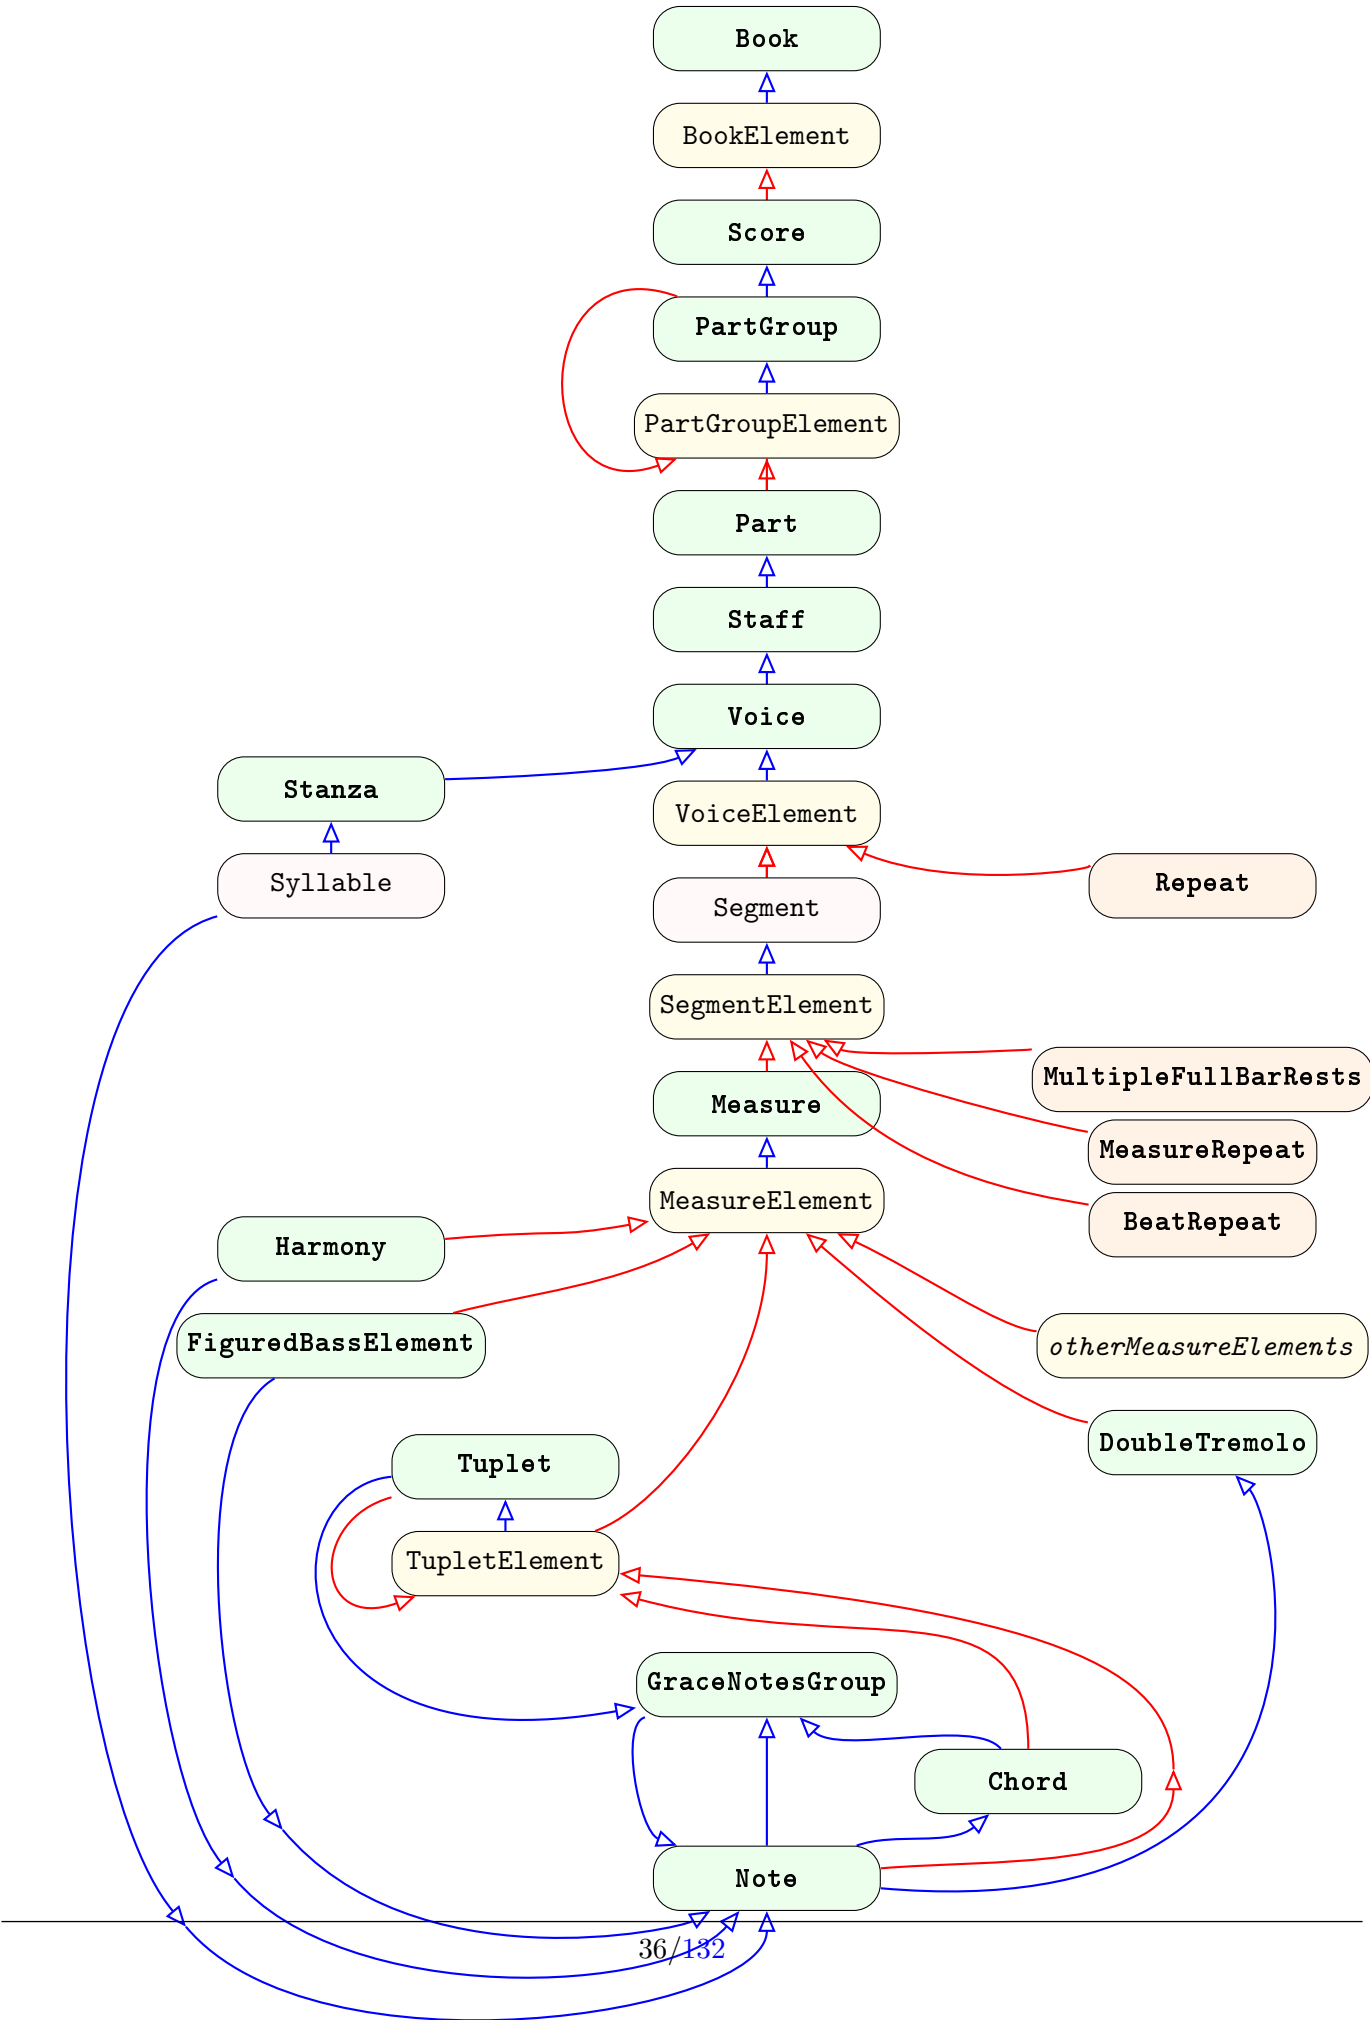 Book
BookElement
Score
PartGroup
PartGroupElement
Part
Staff
Voice
Stanza
VoiceElement
Syllable
Repeat
Segment
SegmentElement
MultipleFullBarRests
Measure
MeasureRepeat
MeasureElement
BeatRepeat
Harmony
FiguredBassElement
otherMeasureElements
DoubleTremolo
Tuplet
TupletElement
GraceNotesGroup
Chord
Note
36/132